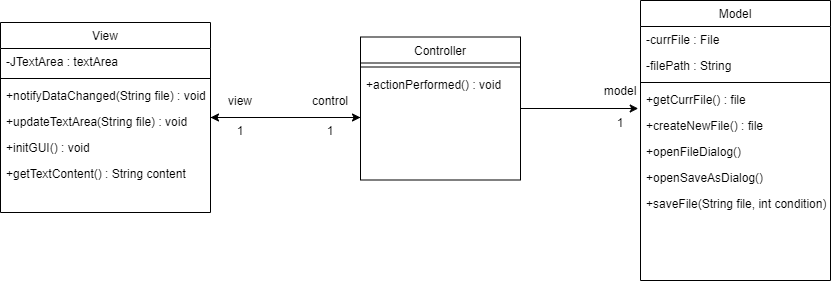 View
-JTextArea : textArea
+notifyDataChanged(String file) : void
+updateTextArea(String file) : void
+initGUI() : void
+getTextContent() : String content
view
1
control
1
Controller
+actionPerformed() : void
model
1
Model
-currFile : File
-filePath : String
+getCurrFile() : file
+createNewFile() : file
+openFileDialog()
+openSaveAsDialog()
+saveFile(String file, int condition)